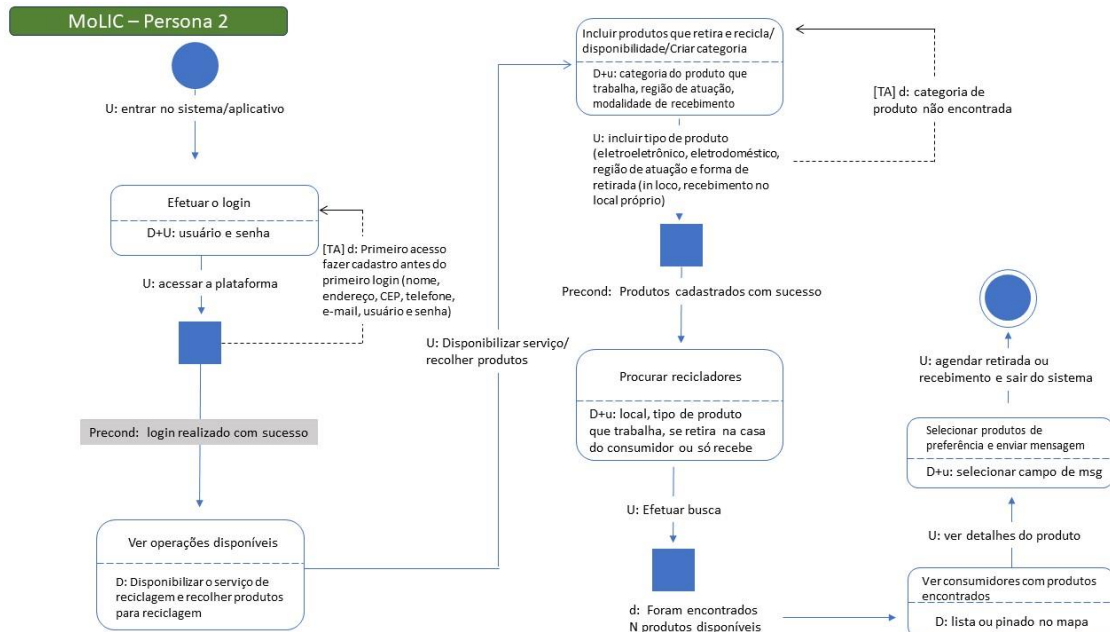 MoLIC – Persona 2
U: entrar no sistema/aplicativo
Efetuar o login
D+U: usuário e senha
U: acessar a plataforma
[TA] d: Primeiro acesso
fazer cadastro antes do
primeiro login (nome,
endereço, CEP, telefone,
e-mail, usuário e senha)
Precond: login realizado com sucesso
Ver operações disponíveis
D: Disponibilizar o serviço de
reciclagem e recolher produtos
para reciclagem
U: Disponibilizar serviço/
recolher produtos
Incluir produtos que retira e recicla/
disponibilidade/Criar categoria
D+u: categoria do produto que
trabalha, região de atuação,
modalidade de recebimento
[TA] d: categoria de
produto não encontrada
U: incluir tipo de produto
(eletroeletrônico, eletrodoméstico,
região de atuação e forma de
retirada (in loco, recebimento no
local próprio)
Precond: Produtos cadastrados com sucesso
Procurar recicladores
D+u: local, tipo de produto
que trabalha, se retira na casa
do consumidor ou só recebe
U: Efetuar busca
d: Foram encontrados
N produtos disponíveis
Ver consumidores com produtos
encontrados
D: lista ou pinado no mapa
U: ver detalhes do produto
Selecionar produtos de
preferência e enviar mensagem
D+u: selecionar campo de msg
U: agendar retirada ou
recebimento e sair do sistema